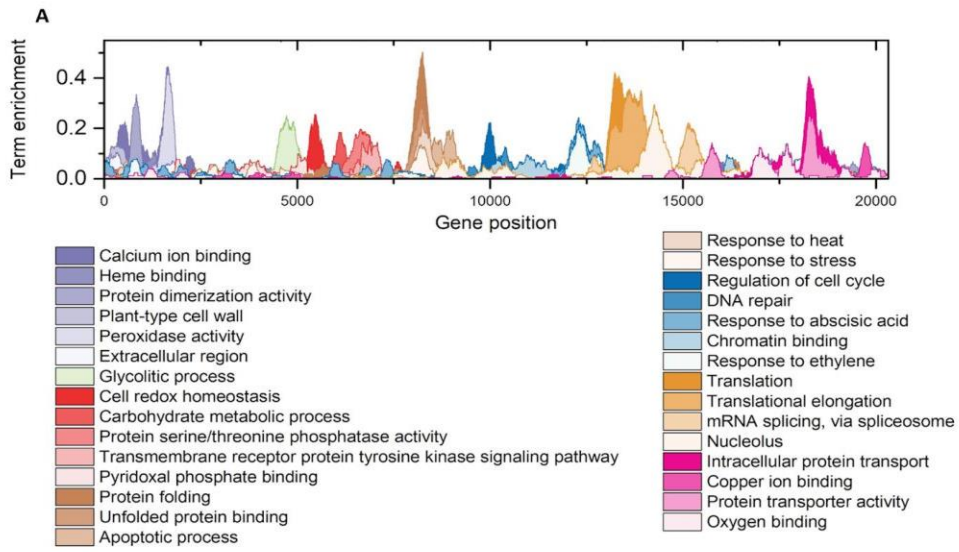 A
Term enrichment
0.4
0.2
0.0
0 5000 10000 15000 20000
Gene position
Calcium ion binding
Heme binding
Protein dimerization activity
Plant-type cell wall
Peroxidase activity
Extracellular region
Glycolitic process
Cell redox homeostasis
Carbohydrate metabolic process
Protein serine/threonine phosphatase activity
Transmembrane receptor protein tyrosine kinase signaling pathway
Pyridoxal phosphate binding
Protein folding
Unfolded protein binding
Apoptotic process
Response to heat
Response to stress
Regulation of cell cycle
DNA repair
Response to abscisic acid
Chromatin binding
Response to ethylene
Translation
Translational elongation
mRNA splicing, via spliceosome
Nucleolus
Intracellular protein transport
Copper ion binding
Protein transporter activity
Oxygen binding